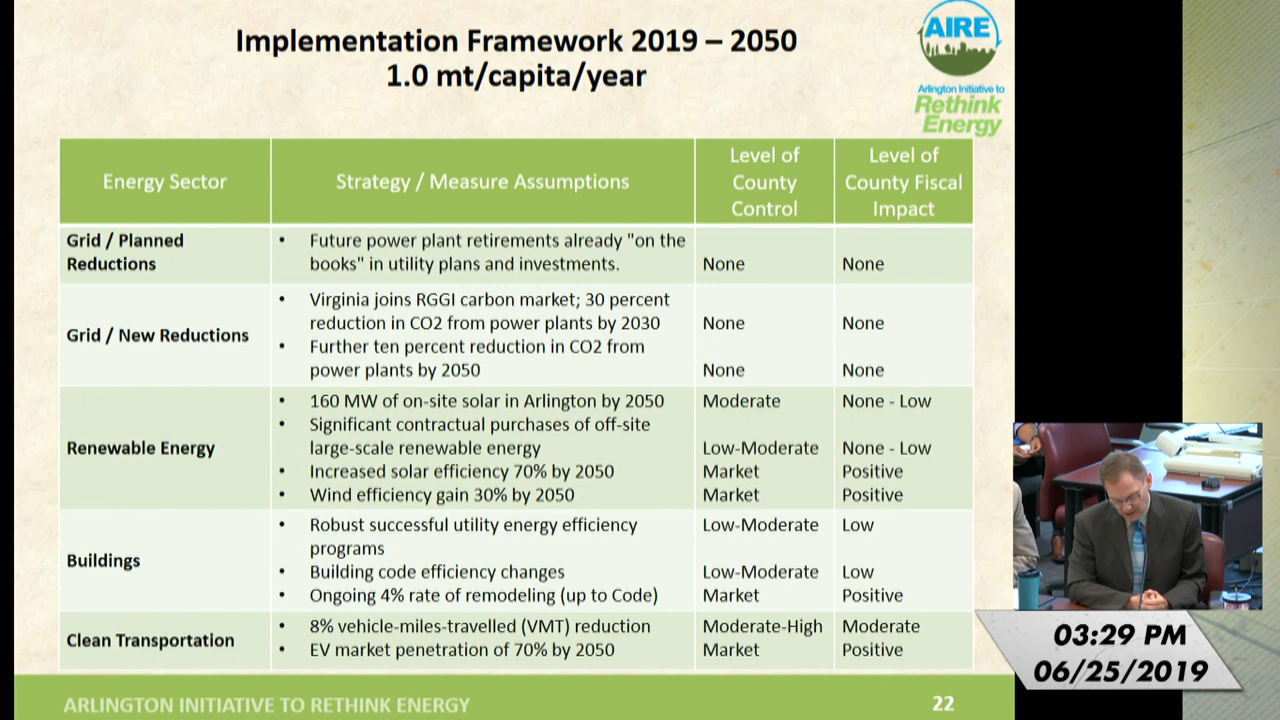 Implementation Framework 2019 – 2050
1.0 mt/capita/year
AIRE
Arlington Initiative to
Rethink
Energy
Energy Sector
Strategy / Measure Assumptions
Level of
County
Control
Level of
County Fiscal
Impact
Grid / Planned
Reductions
• Future power plant retirements already "on the
books" in utility plans and investments.
None
None
Grid / New Reductions
• Virginia joins RGGI carbon market; 30 percent
reduction in CO2 from power plants by 2030
None
None
• Further ten percent reduction in CO2 from
power plants by 2050
None
None
Renewable Energy
• 160 MW of on-site solar in Arlington by 2050
Moderate
None - Low
• Significant contractual purchases of off-site
large-scale renewable energy
Low-Moderate
None - Low
• Increased solar efficiency 70% by 2050
Market
Positive
• Wind efficiency gain 30% by 2050
Market
Positive
Buildings
• Robust successful utility energy efficiency
programs
Low-Moderate
Low
• Building code efficiency changes
Low-Moderate
Low
• Ongoing 4% rate of remodeling (up to Code)
Market
Positive
Clean Transportation
• 8% vehicle-miles-travelled (VMT) reduction
Moderate-High
Moderate
• EV market penetration of 70% by 2050
Market
Positive
ARLINGTON INITIATIVE TO RETHINK ENERGY
22
03:29 PM
06/25/2019